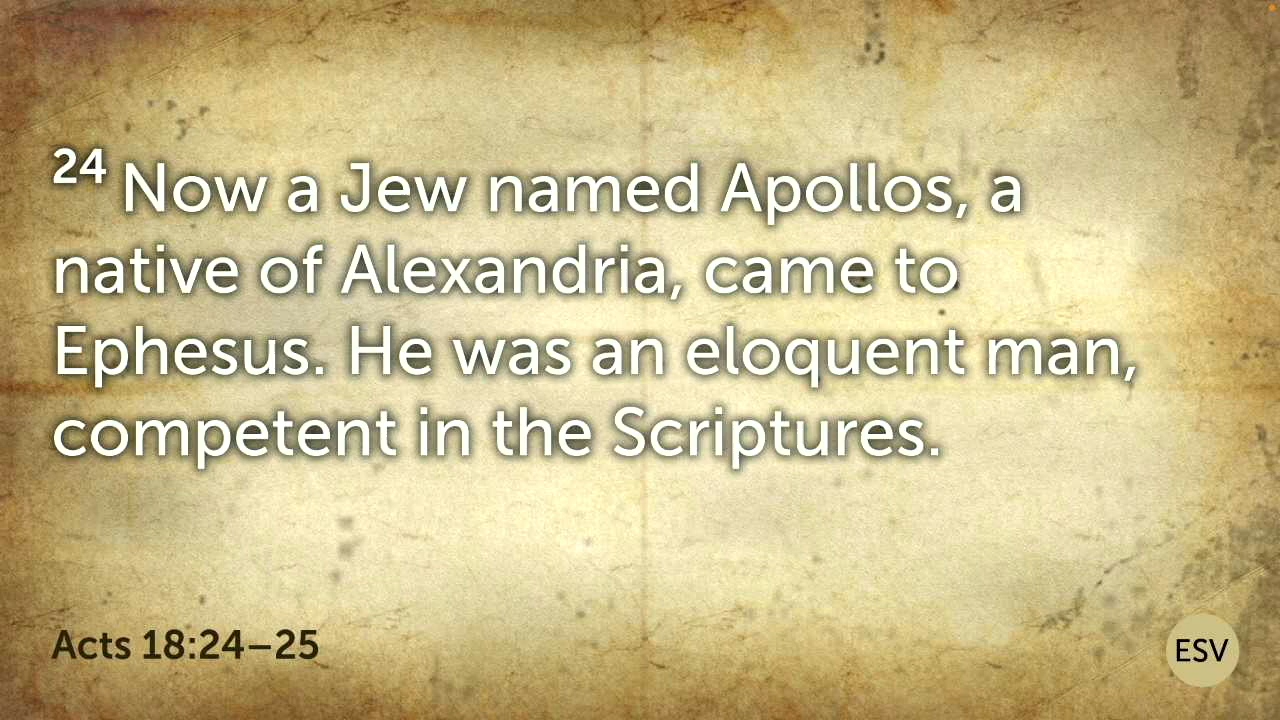 24 Now a Jew named Apollos, a
native of Alexandria, came to
Ephesus. He was an eloquent man,
competent in the Scriptures.
Acts 18:24–25
ESV